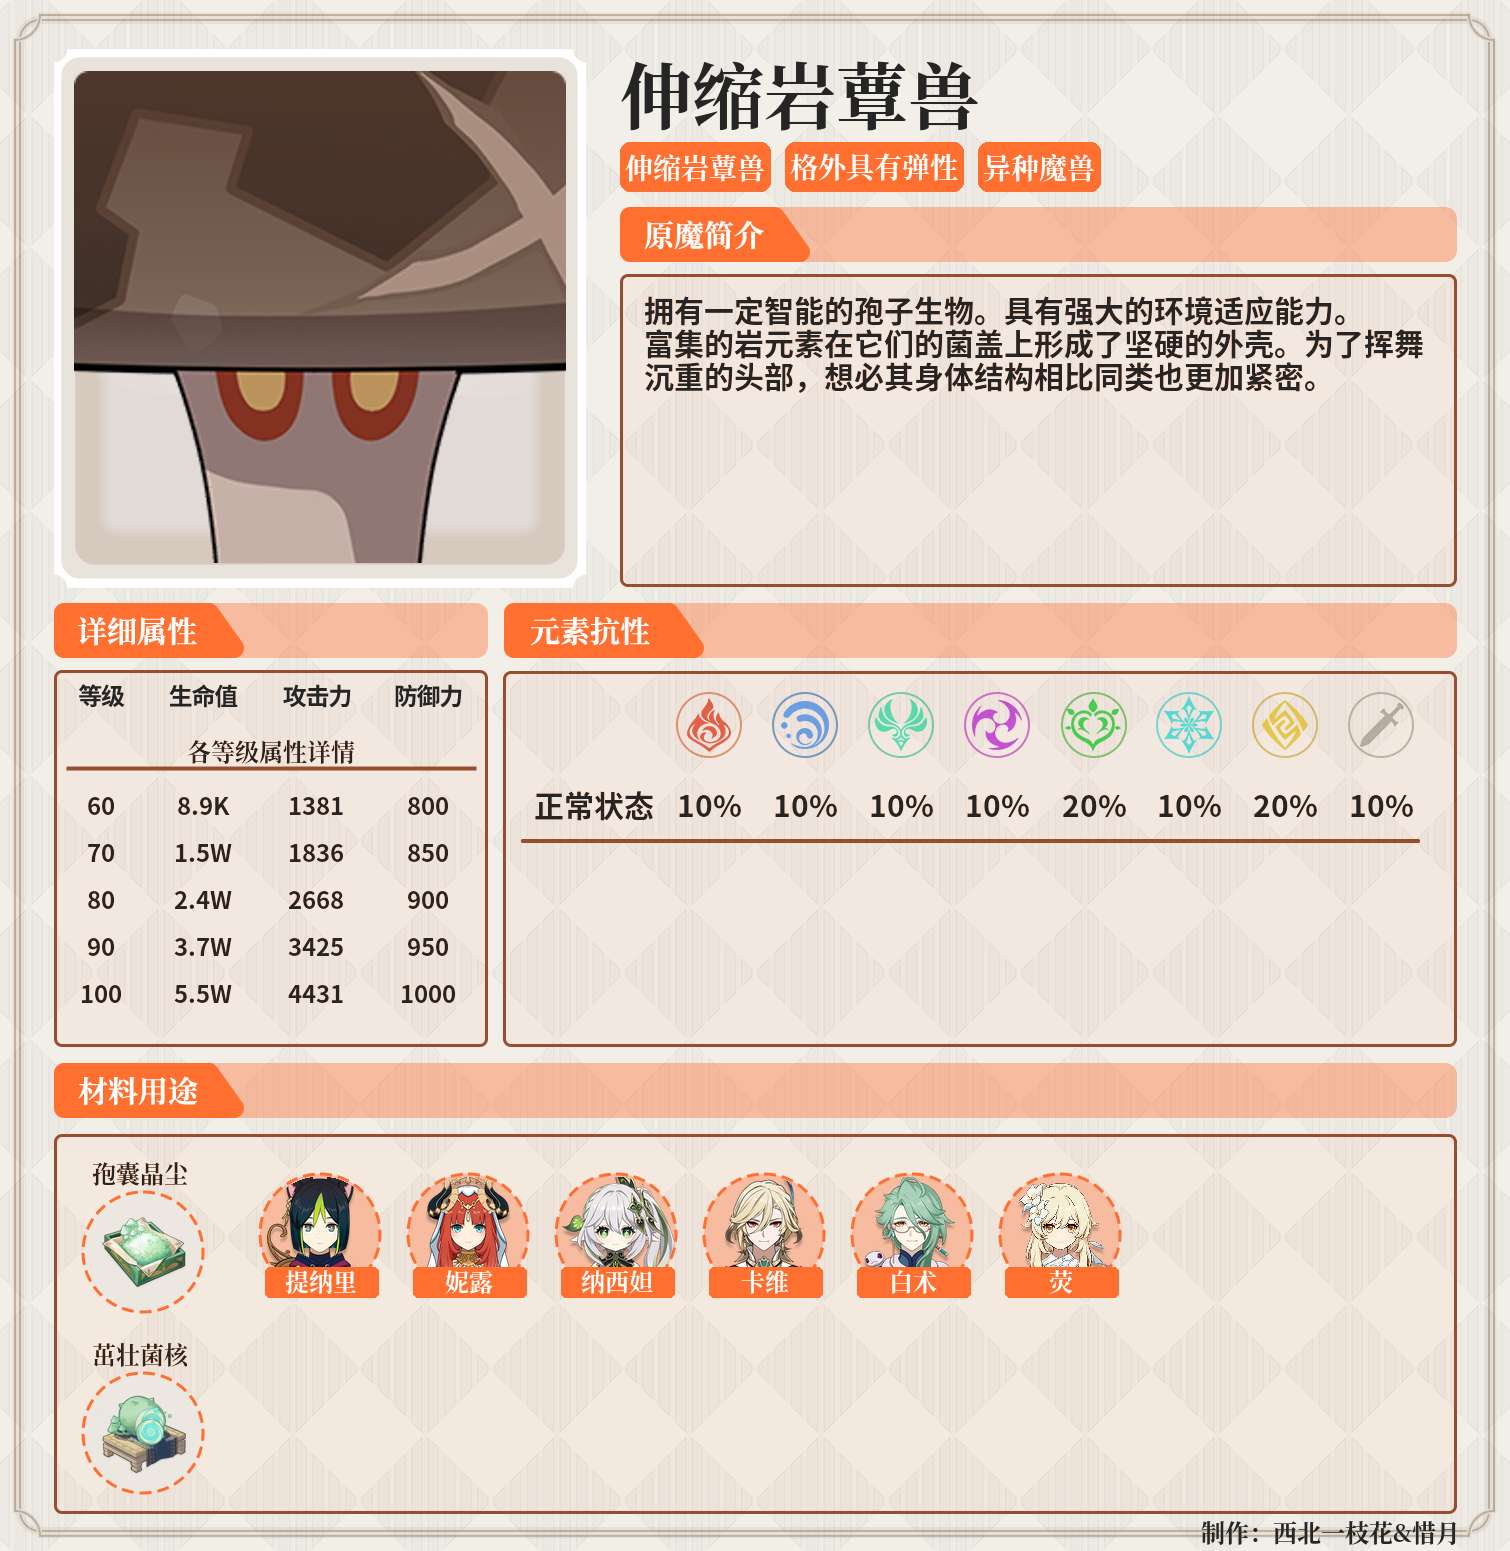 伸缩岩蕈兽
伸缩岩蕈兽 格外具有弹性 异种魔兽
原魔简介
拥有一定智能的孢子生物。具有强大的环境适应能力。
富集的岩元素在它们的菌盖上形成了坚硬的外壳。为了挥舞
沉重的头部，想必其身体结构相比同类也更加紧密。
详细属性
等级 生命值 攻击力 防御力
各等级属性详情
60 8.9K 1381 800
70 1.5W 1836 850
80 2.4W 2668 900
90 3.7W 3425 950
100 5.5W 4431 1000
元素抗性
正常状态 10% 10% 10% 10% 20% 10% 20% 10%
材料用途
孢囊晶尘
提纳里 妮露 纳西妲 卡维 白术 荧
茁壮菌核
制作：西北一枝花&惜月